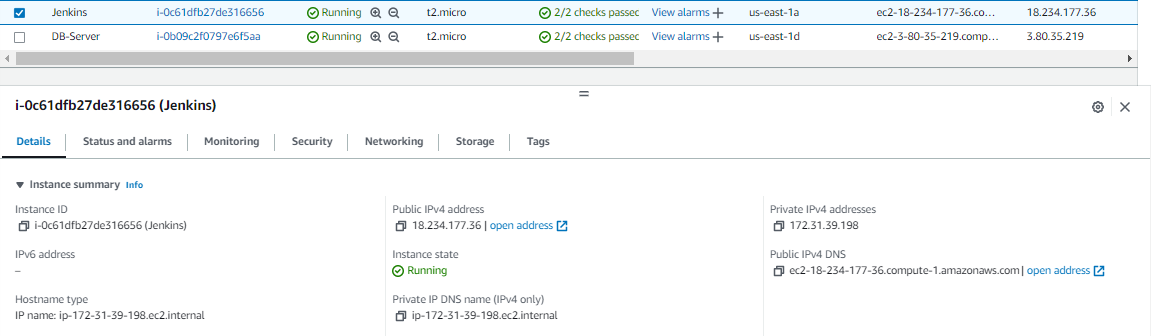 Jenkins i-0c61dfb27de316656 Running t2.micro 2/2 checks passed View alarms us-east-1a ec2-18-234-177-36.co... 18.234.177.36
DB-Server i-0b09c2f0797e6f5aa Running t2.micro 2/2 checks passed View alarms us-east-1d ec2-3-80-35-219.comp... 3.80.35.219
i-0c61dfb27de316656 (Jenkins)
Details Status and alarms Monitoring Security Networking Storage Tags
Instance summary Info
Instance ID Public IPv4 address Private IPv4 addresses
i-0c61dfb27de316656 (Jenkins) 18.234.177.36 | open address 172.31.39.198
IPv6 address Instance state Public IPv4 DNS
– Running ec2-18-234-177-36.compute-1.amazonaws.com | open address
Hostname type Private IP DNS name (IPv4 only)
IP name: ip-172-31-39-198.ec2.internal ip-172-31-39-198.ec2.internal